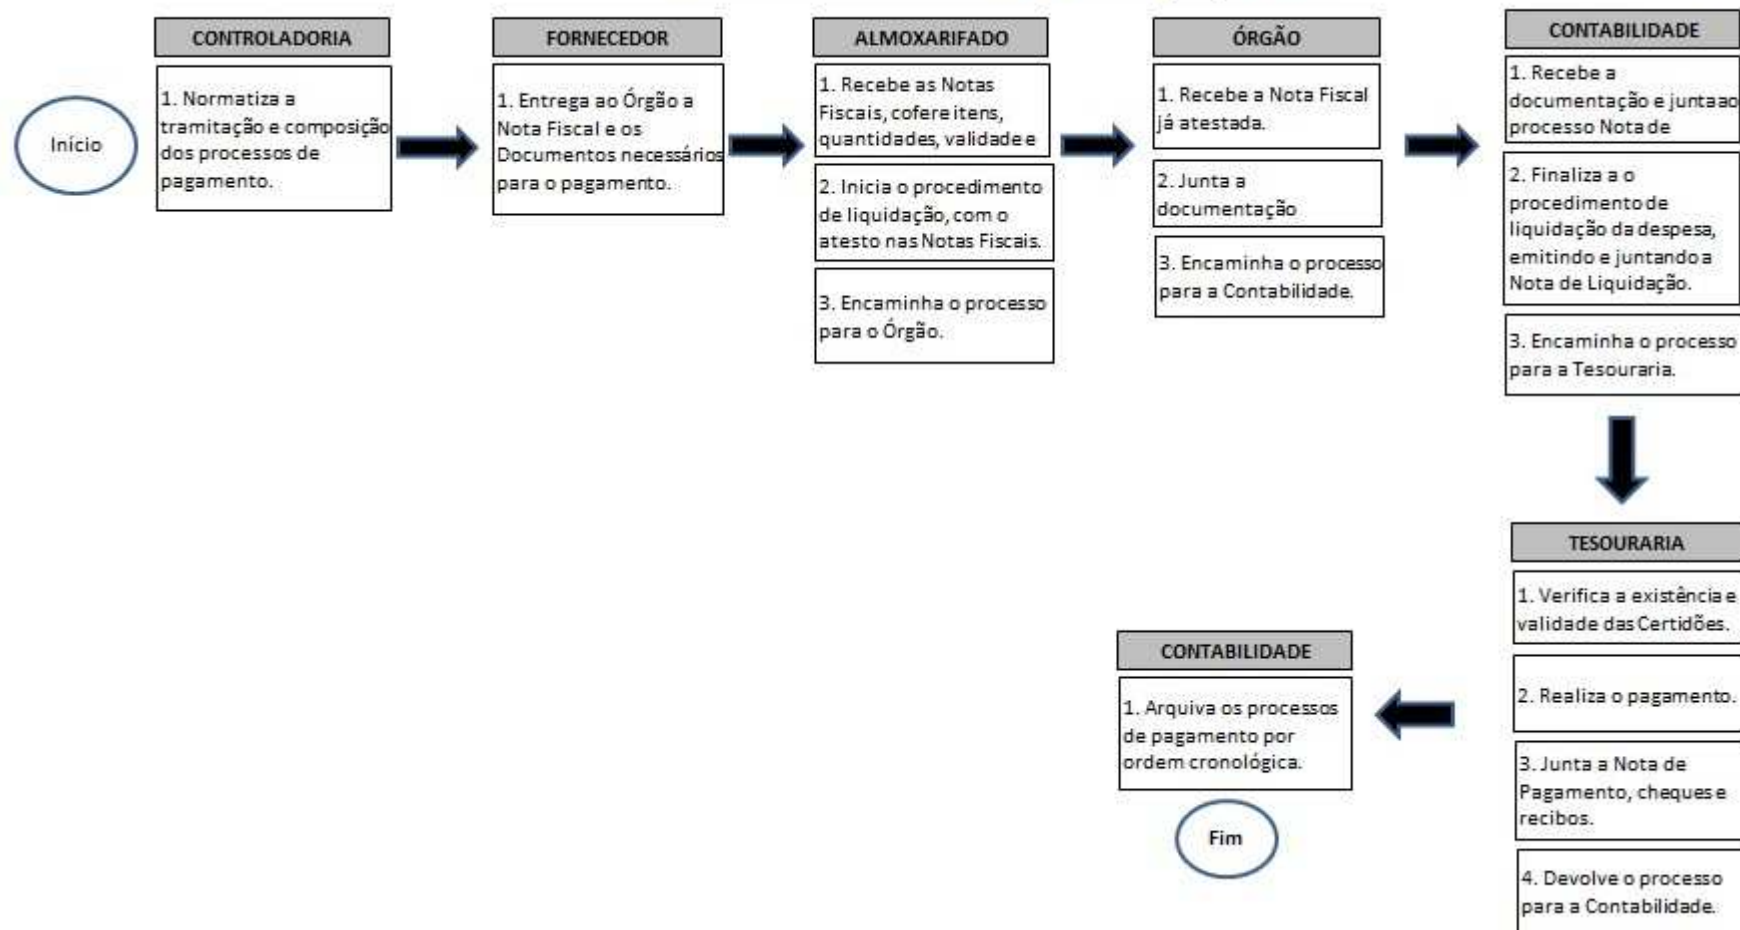 Início
CONTROLADORIA
1. Normatiza a
tramitação e composição
dos processos de
pagamento.
FORNECEDOR
1. Entrega ao Órgão a
Nota Fiscal e os
Documentos necessários
para o pagamento.
ALMOXARIFADO
1. Recebe as Notas
Fiscais, cofere itens,
quantidades, validade e
2. Inicia o procedimento
de liquidação, com o
atesto nas Notas Fiscais.
3. Encaminha o processo
para o Órgão.
ÓRGÃO
1. Recebe a Nota Fiscal
já atestada.
2. Junta a
documentação
3. Encaminha o processo
para a Contabilidade.
CONTABILIDADE
1. Recebe a
documentação e junta ao
processo Nota de
2. Finaliza a o
procedimento de
liquidação da despesa,
emitindo e juntando a
Nota de Liquidação.
3. Encaminha o processo
para a Tesouraria.
TESOURARIA
1. Verifica a existência e
validade das Certidões.
2. Realiza o pagamento.
3. Junta a Nota de
Pagamento, cheques e
recibos.
4. Devolve o processo
para a Contabilidade.
CONTABILIDADE
1. Arquiva os processos
de pagamento por
ordem cronológica.
Fim